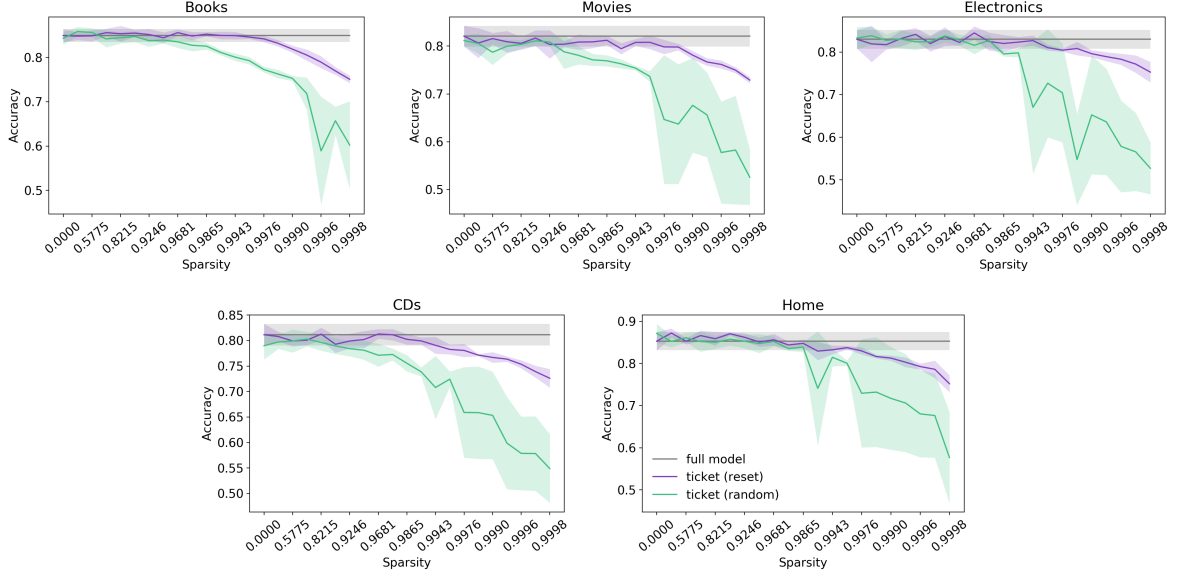 Books
Accuracy
0.8
0.7
0.6
0.5
0.0000 0.5775 0.8215 0.9246 0.9681 0.9865 0.9943 0.9976 0.9990 0.9996 0.9998
Sparsity
Movies
Accuracy
0.8
0.7
0.6
0.5
0.0000 0.5775 0.8215 0.9246 0.9681 0.9865 0.9943 0.9976 0.9990 0.9996 0.9998
Sparsity
Electronics
Accuracy
0.8
0.7
0.6
0.5
0.0000 0.5775 0.8215 0.9246 0.9681 0.9865 0.9943 0.9976 0.9990 0.9996 0.9998
Sparsity
CDs
Accuracy
0.85
0.80
0.75
0.70
0.65
0.60
0.55
0.50
0.0000 0.5775 0.8215 0.9246 0.9681 0.9865 0.9943 0.9976 0.9990 0.9996 0.9998
Sparsity
Home
Accuracy
0.9
0.8
0.7
0.6
0.5
full model
ticket (reset)
ticket (random)
0.0000 0.5775 0.8215 0.9246 0.9681 0.9865 0.9943 0.9976 0.9990 0.9996 0.9998
Sparsity